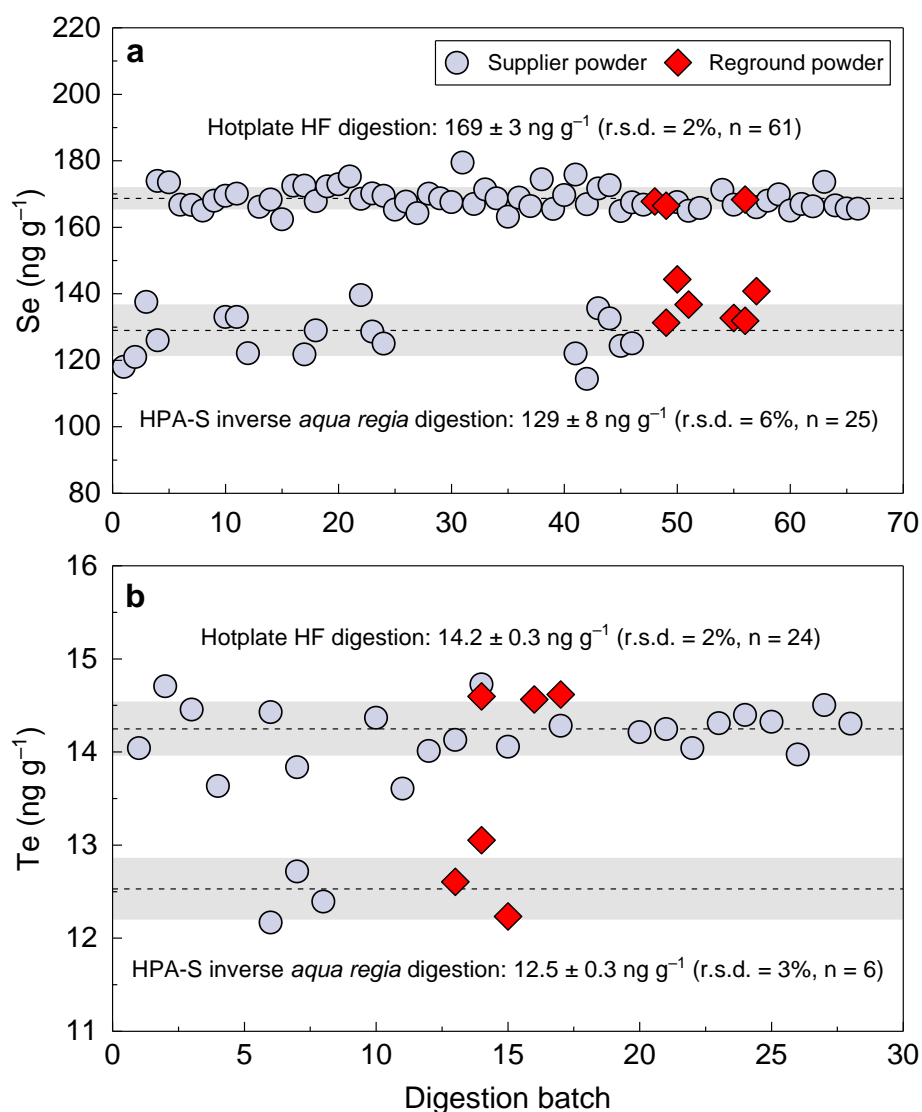 a
Supplier powder
Reground powder
Hotplate HF digestion: 169 ± 3 ng g⁻¹ (r.s.d. = 2%, n = 61)
HPA-S inverse aqua regia digestion: 129 ± 8 ng g⁻¹ (r.s.d. = 6%, n = 25)
Se (ng g⁻¹)
220
200
180
160
140
120
100
80
0 10 20 30 40 50 60 70
b
Hotplate HF digestion: 14.2 ± 0.3 ng g⁻¹ (r.s.d. = 2%, n = 24)
HPA-S inverse aqua regia digestion: 12.5 ± 0.3 ng g⁻¹ (r.s.d. = 3%, n = 6)
Te (ng g⁻¹)
16
15
14
13
12
11
0 5 10 15 20 25 30
Digestion batch